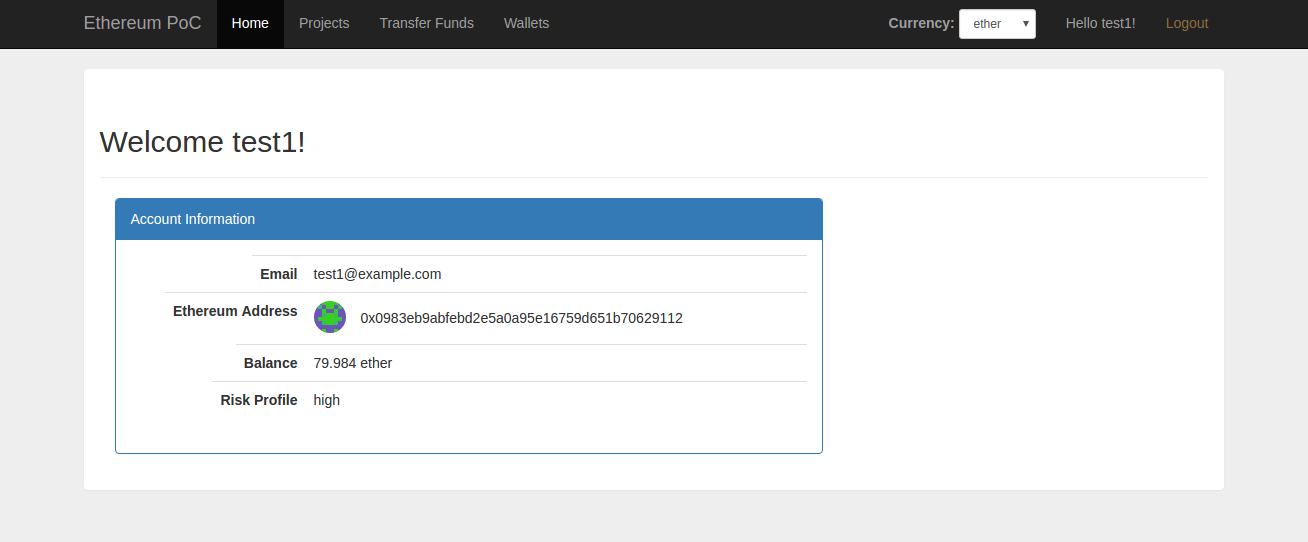 Ethereum PoC Home Projects Transfer Funds Wallets Currency: ether Hello test1! Logout
Welcome test1!
Account Information
Email test1@example.com
Ethereum Address 0x0983eb9abfebd2e5a0a95e16759d651b70629112
Balance 79.984 ether
Risk Profile high